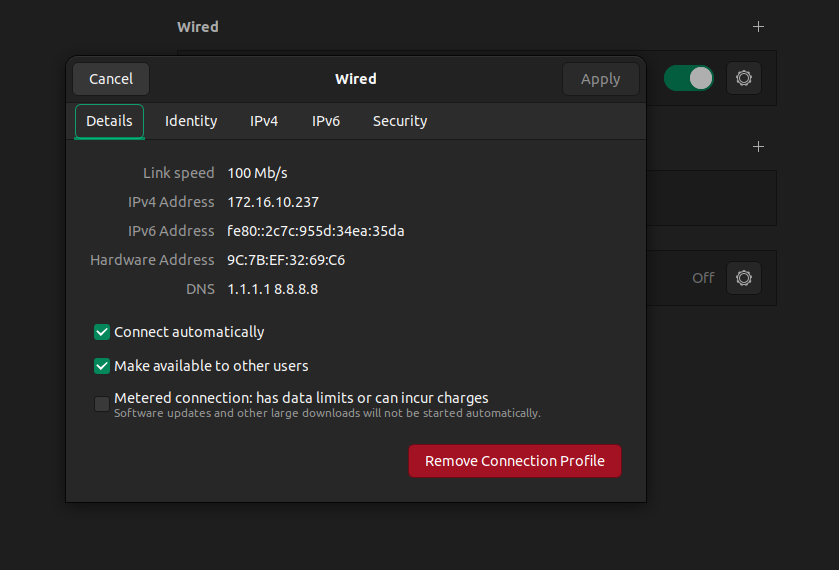 Wired
Cancel Wired Apply
Details Identity IPv4 IPv6 Security
Link speed 100 Mb/s
IPv4 Address 172.16.10.237
IPv6 Address fe80::2c7c:955d:34ea:35da
Hardware Address 9C:7B:EF:32:69:C6
Off
DNS 1.1.1.1 8.8.8.8
Connect automatically
Make available to other users
Metered connection: has data limits or can incur charges
Software updates and other large downloads will not be started automatically.
Remove Connection Profile